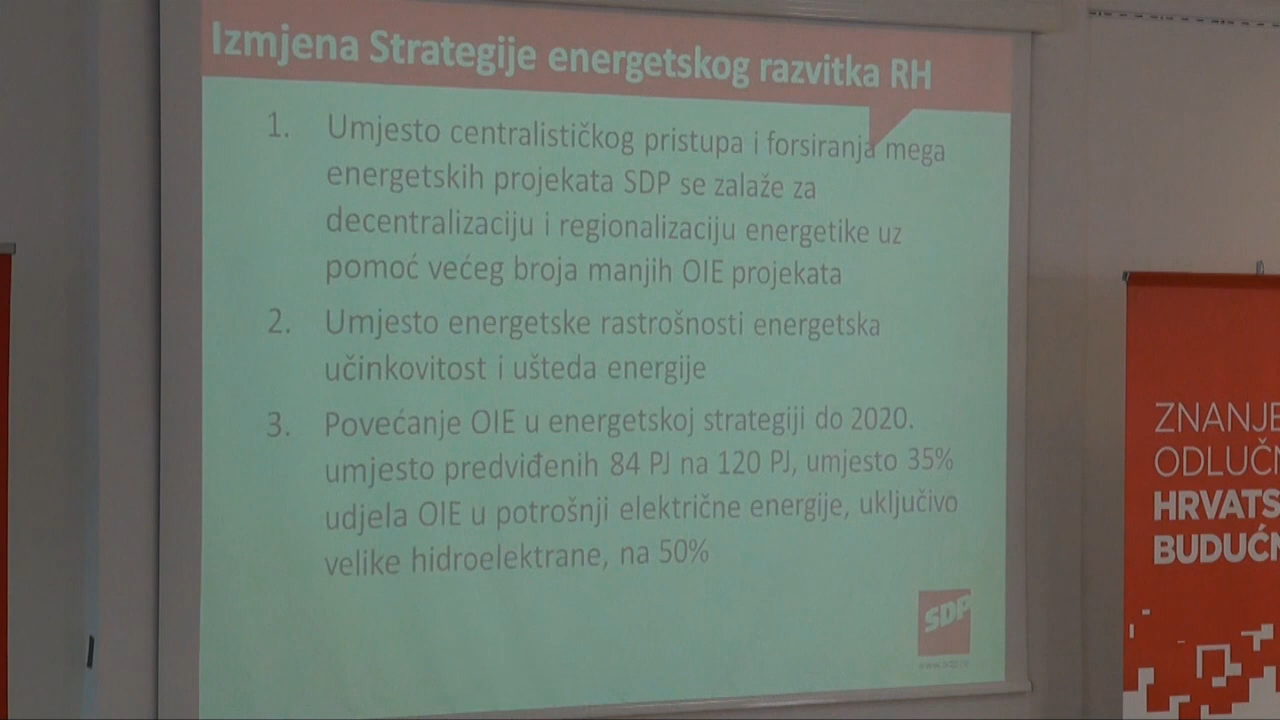 Izmjena Strategije energetskog razvitka RH
1. Umjesto centralističkog pristupa i forsiranja mega
energetskih projekata SDP se zalaže za
decentralizaciju i regionalizaciju energetike uz
pomoć većeg broja manjih OIE projekata
2. Umjesto energetske rastrošnosti energetska
učinkovitost i ušteda energije
3. Povećanje OIE u energetskoj strategiji do 2020.
umjesto predviđenih 84 PJ na 120 PJ, umjesto 35%
udjela OIE u potrošnji električne energije, uključivo
velike hidroelektrane, na 50%
SDP
ZNANJE
ODLUČN
HRVATS
BUDUĆN